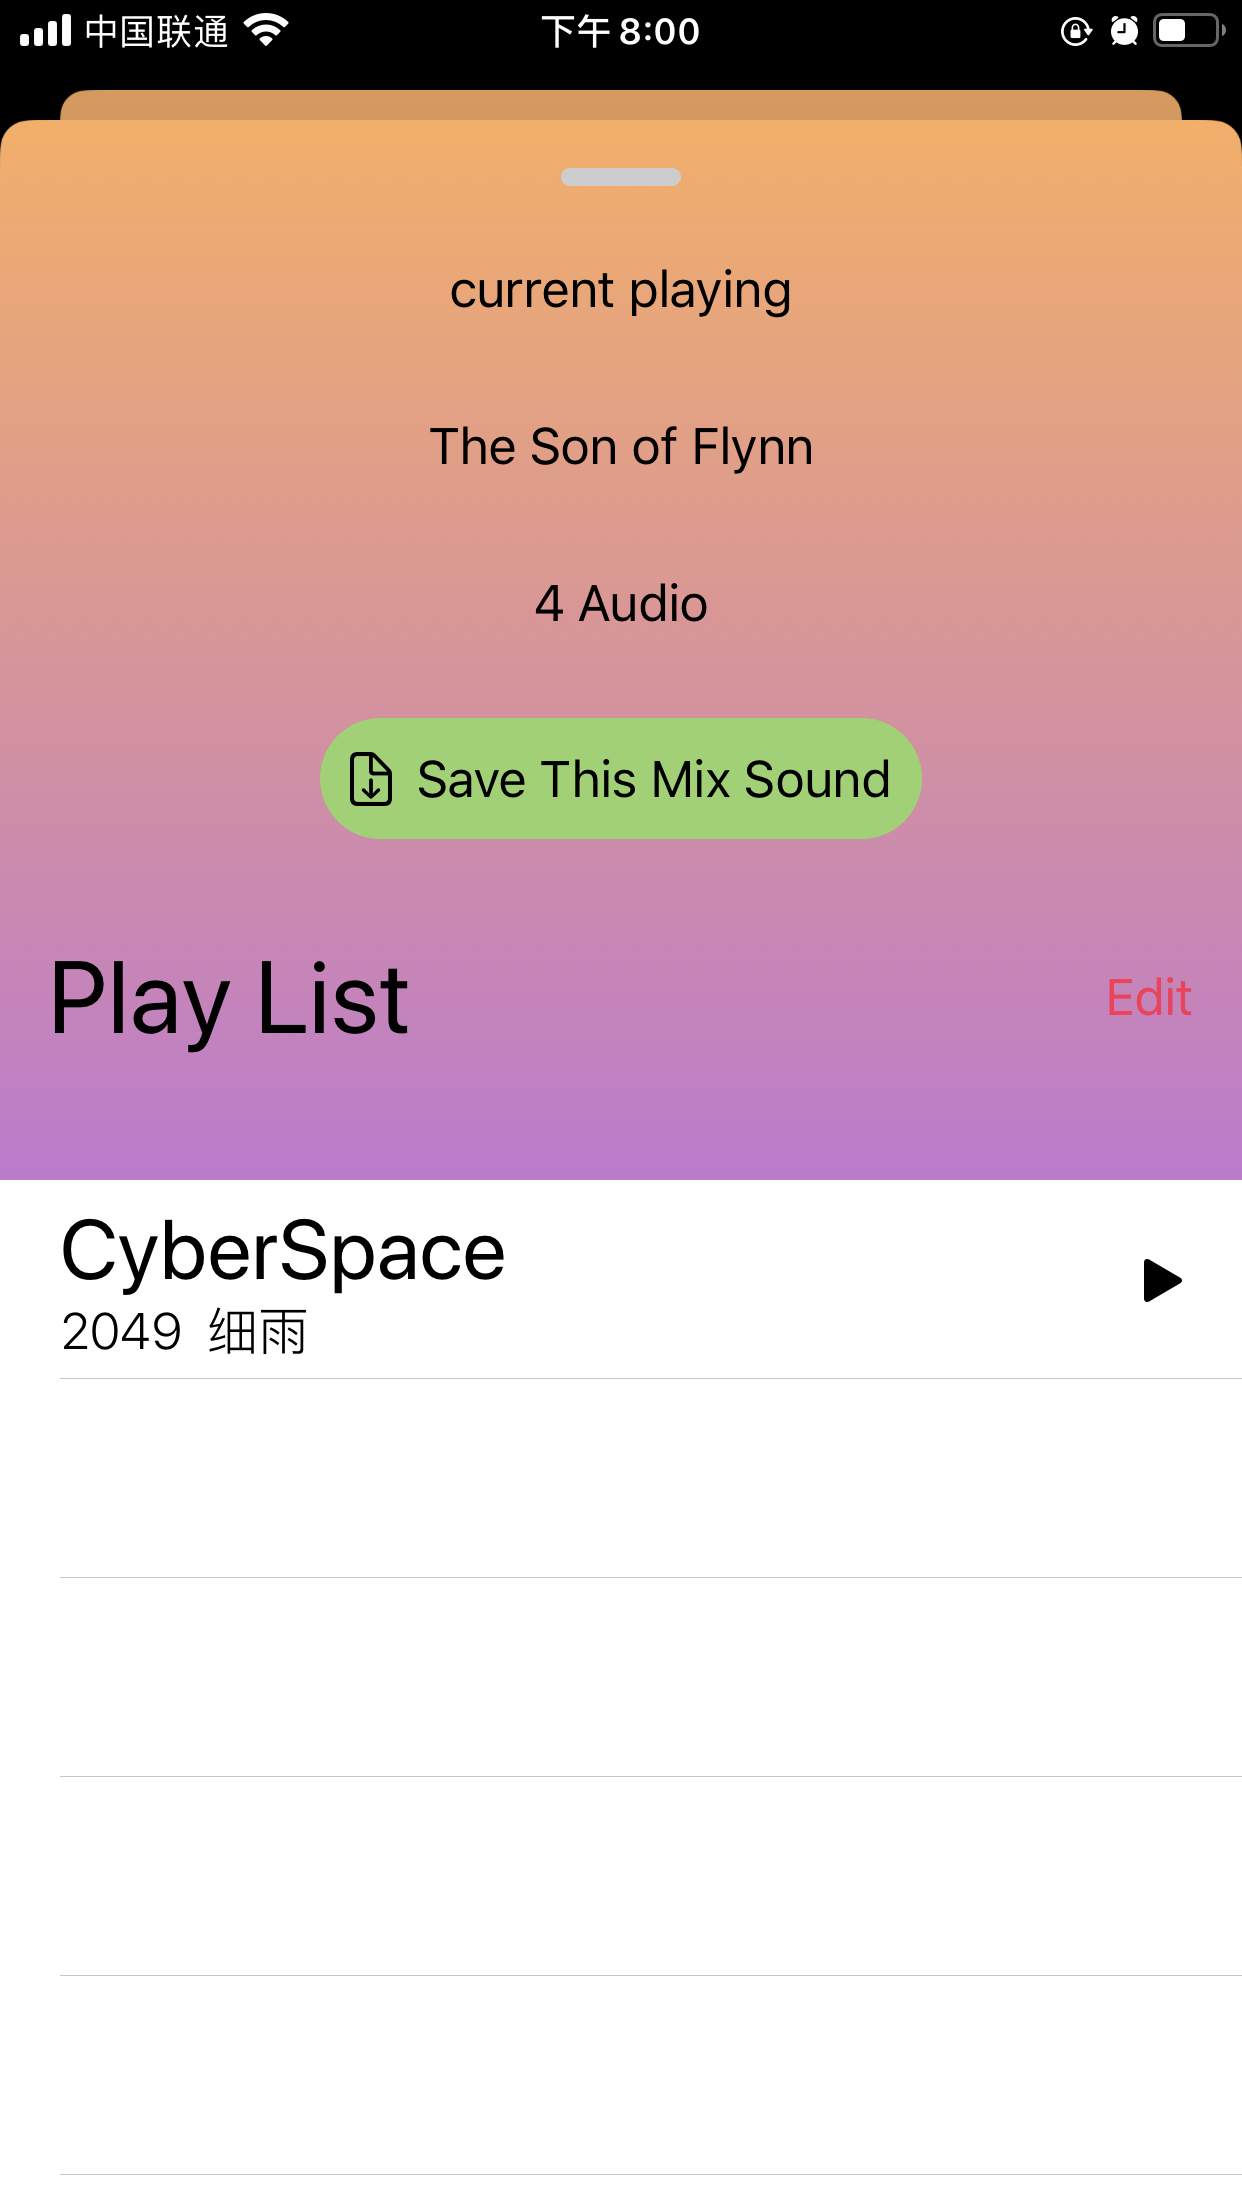 中国联通 下午 8:00
current playing
The Son of Flynn
4 Audio
Save This Mix Sound
Play List Edit
CyberSpace
2049 细雨